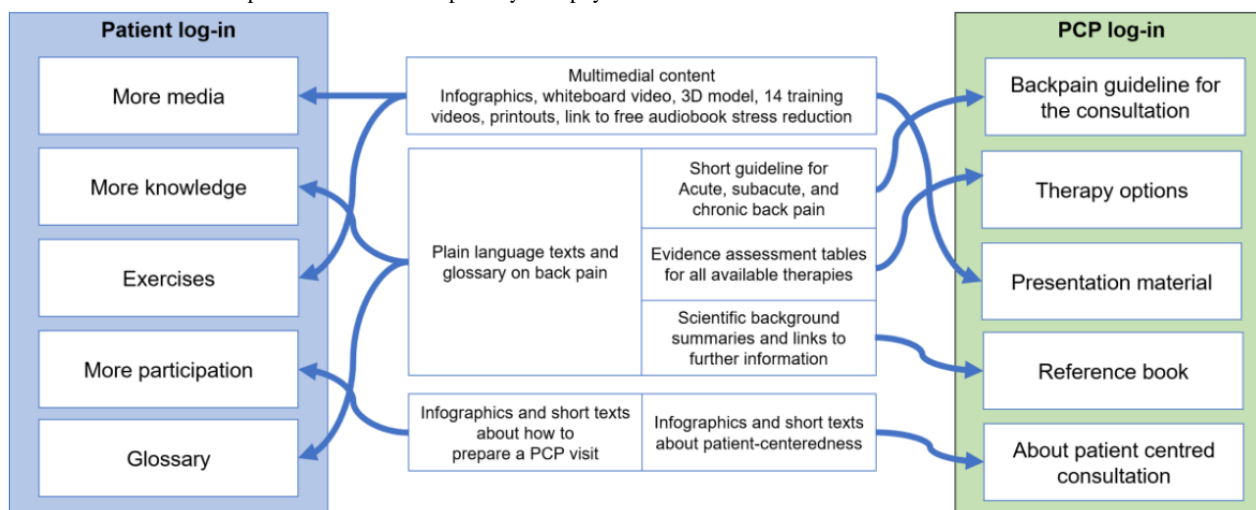 Patient log-in
More media
More knowledge
Exercises
More participation
Glossary
Multimedial content
Infographics, whiteboard video, 3D model, 14 training
videos, printouts, link to free audiobook stress reduction
Plain language texts and
glossary on back pain
Short guideline for
Acute, subacute, and
chronic back pain
Evidence assessment tables
for all available therapies
Scientific background
summaries and links to
further information
Infographics and short texts
about how to
prepare a PCP visit
Infographics and short texts
about patient-centeredness
PCP log-in
Backpain guideline for
the consultation
Therapy options
Presentation material
Reference book
About patient centred
consultation